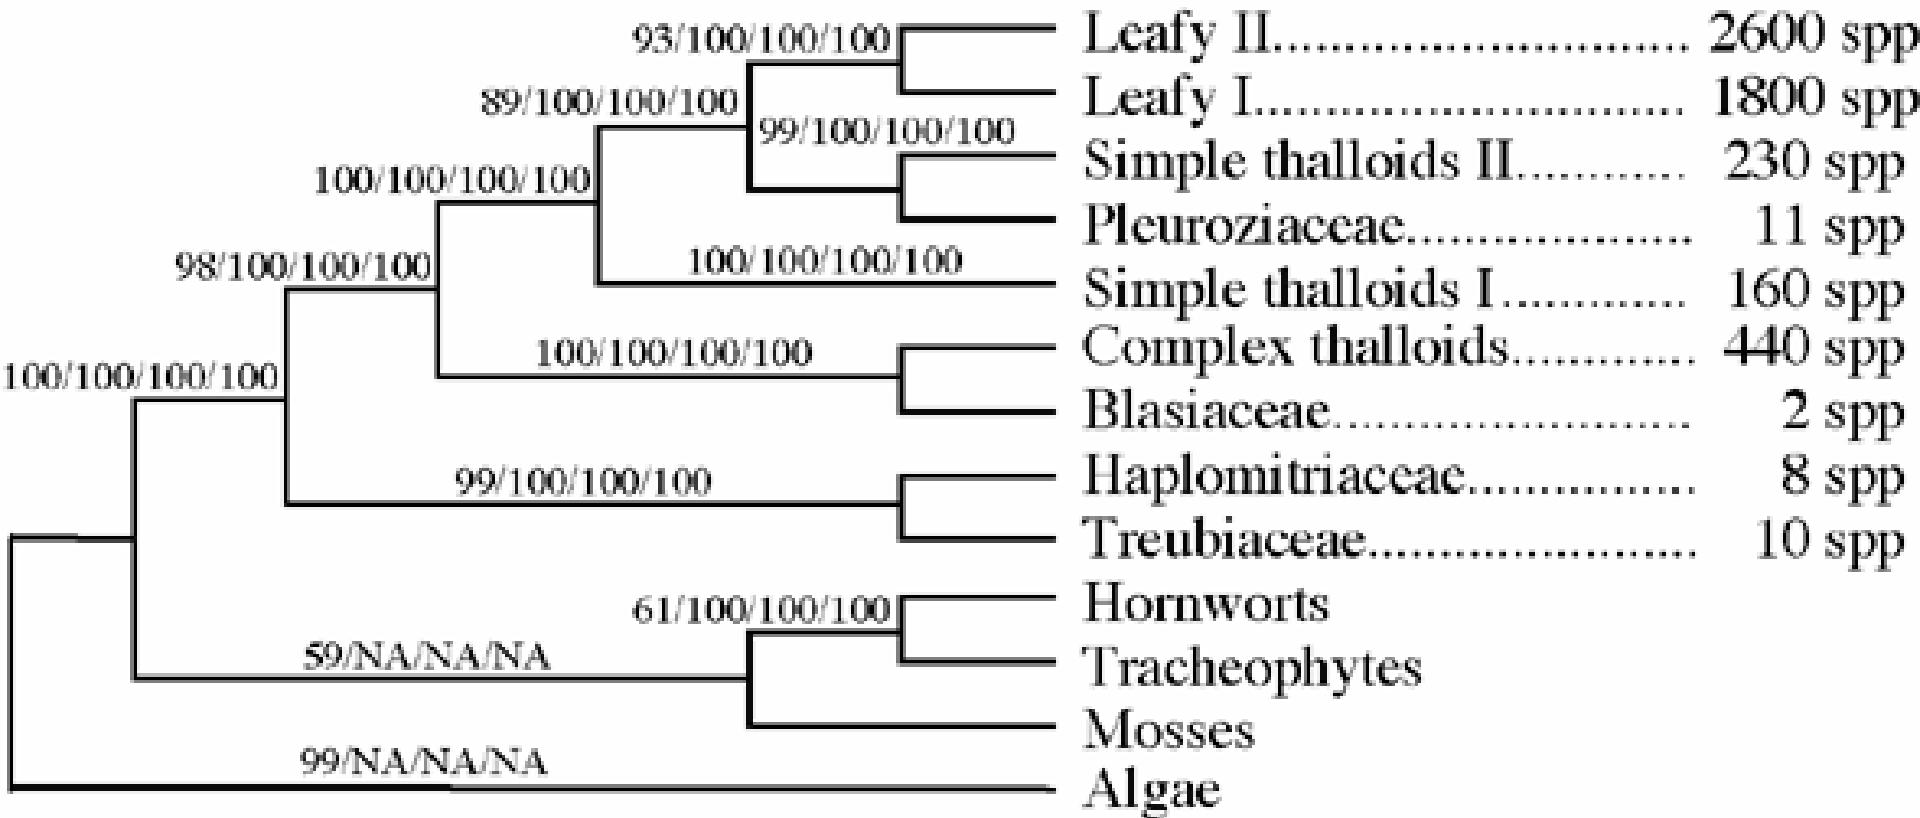 93/100/100/100
Leafy II 2600 spp
89/100/100/100
Leafy I 1800 spp
99/100/100/100
Simple thalloids II 230 spp
100/100/100/100
Pleuroziaceae 11 spp
98/100/100/100
100/100/100/100
Simple thalloids I 160 spp
100/100/100/100
Complex thalloids 440 spp
100/100/100/100
Blasiaceae 2 spp
99/100/100/100
Haplomitriaceae 8 spp
Treubiaceae 10 spp
61/100/100/100
Hornworts
59/NA/NA/NA
Tracheophytes
Mosses
99/NA/NA/NA
Algae